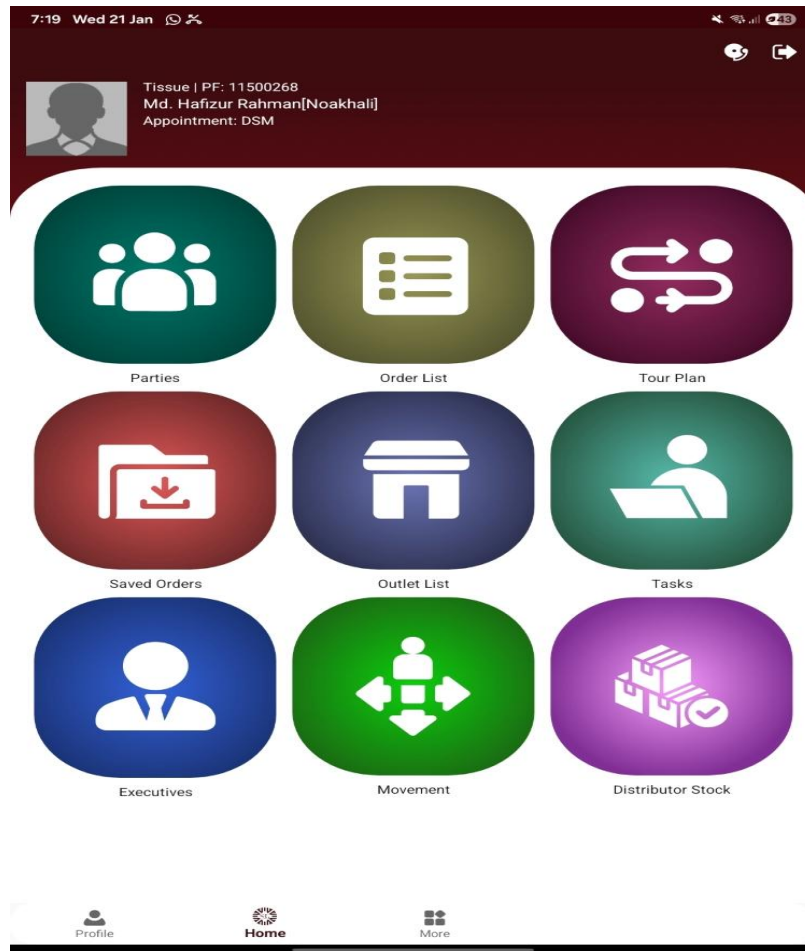 7:19 Wed 21 Jan
43
Tissue | PF: 11500268
Md. Hafizur Rahman[Noakhali]
Appointment: DSM
Parties
Order List
Tour Plan
Saved Orders
Outlet List
Tasks
Executives
Movement
Distributor Stock
Profile
Home
More